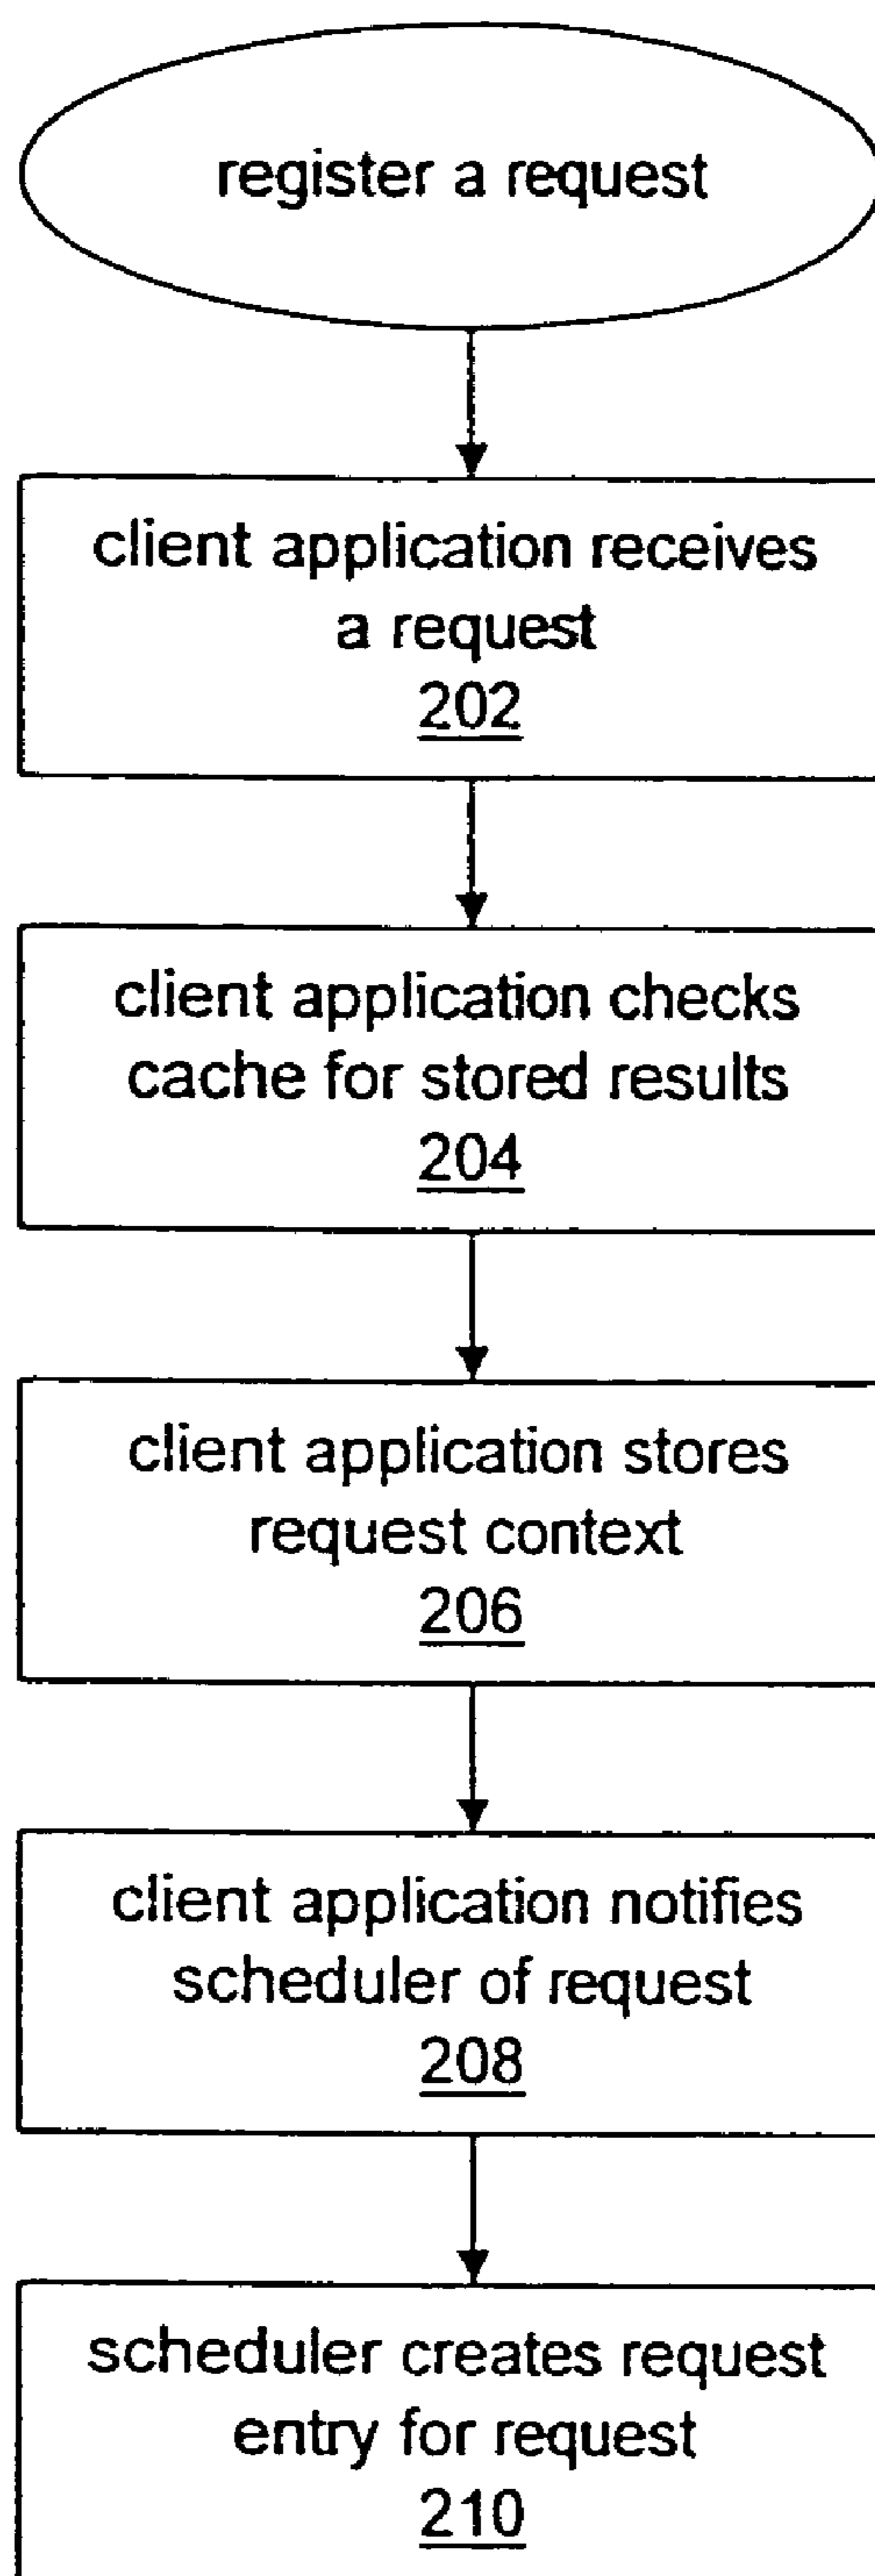 register a request
client application receives
a request
202
client application checks
cache for stored results
204
client application stores
request context
206
client application notifies
scheduler of request
208
scheduler creates request
entry for request
210